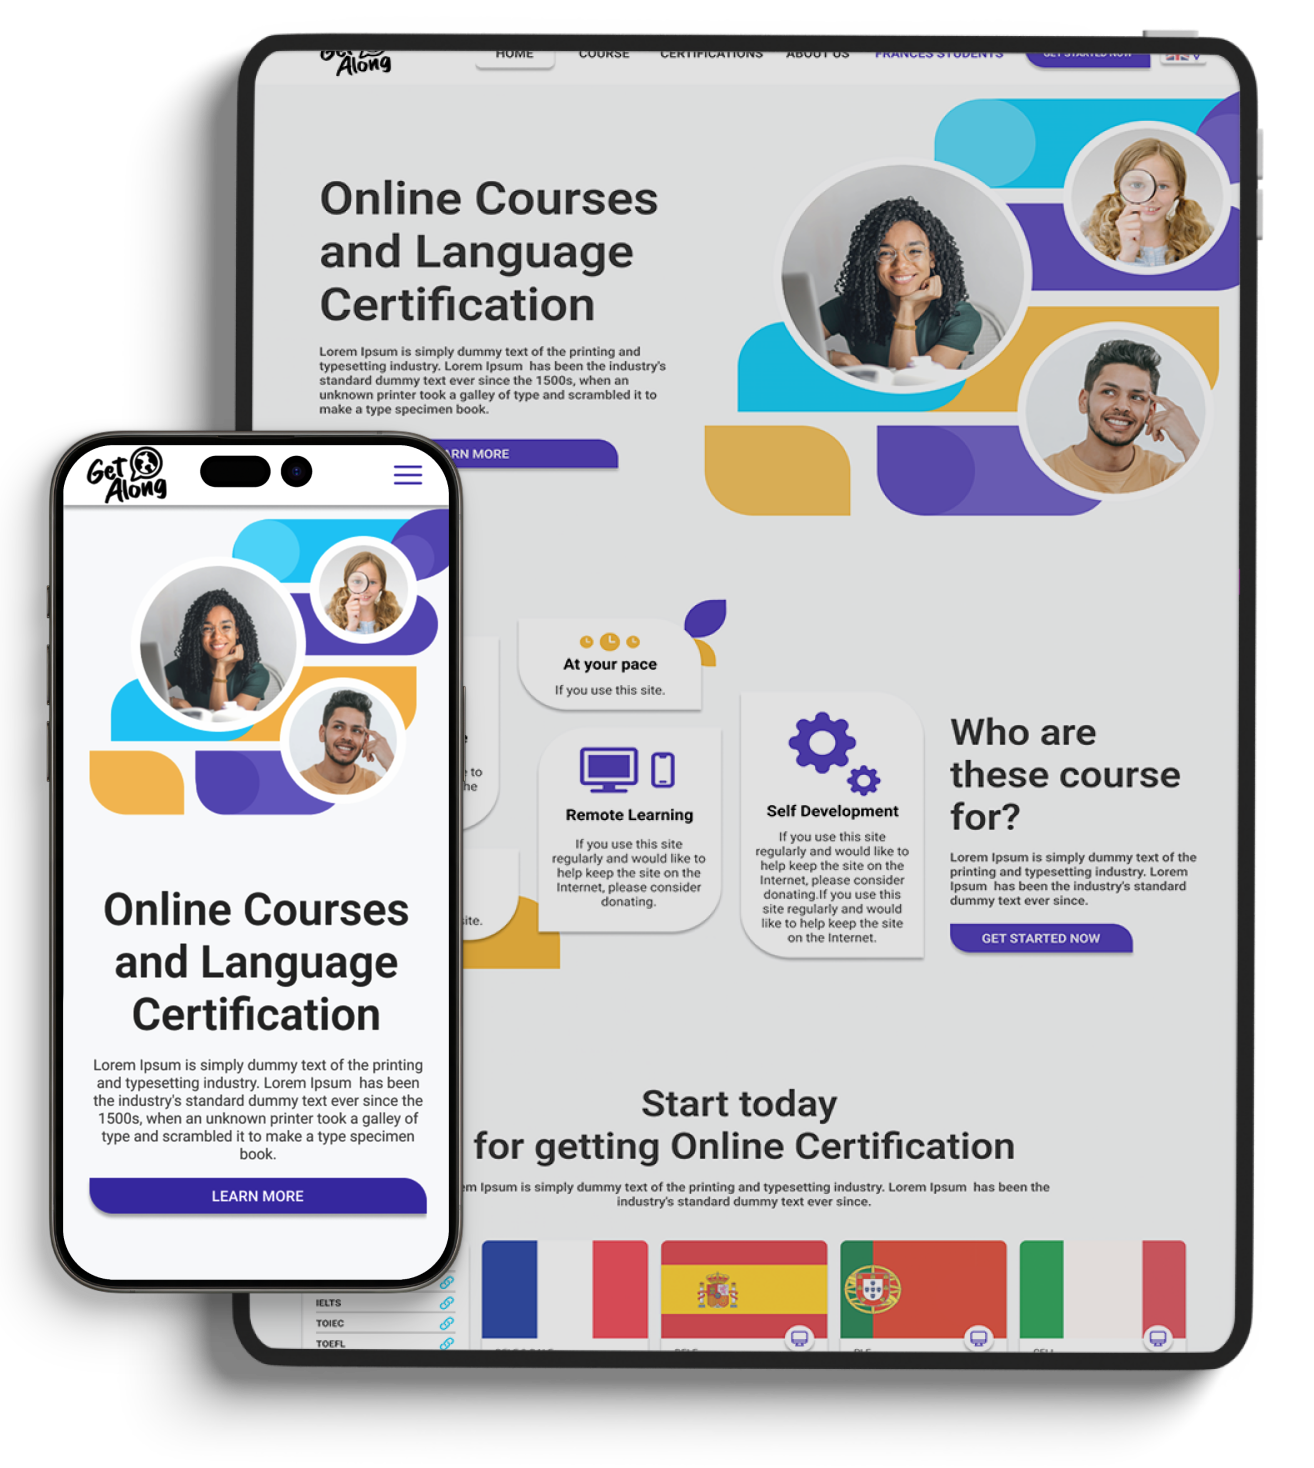 Get
Along
HOME
COURSE
CERTIFICATIONS
ABOUT US
FRANCES STUDENTS
GET STARTED NOW
Online Courses
and Language
Certification
Lorem Ipsum is simply dummy text of the printing and
typesetting industry. Lorem Ipsum has been the industry's
standard dummy text ever since the 1500s, when an
unknown printer took a galley of type and scrambled it to
make a type specimen book.
ARN MORE
At your pace
If you use this site.
e
e to
he
Remote Learning
If you use this site
regularly and would like to
help keep the site on the
Internet, please consider
donating.
ite.
Self Development
If you use this site
regularly and would like to
help keep the site on the
Internet, please consider
donating.If you use this
site regularly and would
like to help keep the site
on the Internet.
Who are
these course
for?
Lorem Ipsum is simply dummy text of the
printing and typesetting industry. Lorem
Ipsum has been the industry's standard
dummy text ever since.
GET STARTED NOW
Start today
for getting Online Certification
em Ipsum is simply dummy text of the printing and typesetting industry. Lorem Ipsum has been the
industry's standard dummy text ever since.
IELTS
TOIEC
TOEFL
Get
Along
Online Courses
and Language
Certification
Lorem Ipsum is simply dummy text of the printing
and typesetting industry. Lorem Ipsum has been
the industry's standard dummy text ever since the
1500s, when an unknown printer took a galley of
type and scrambled it to make a type specimen
book.
LEARN MORE